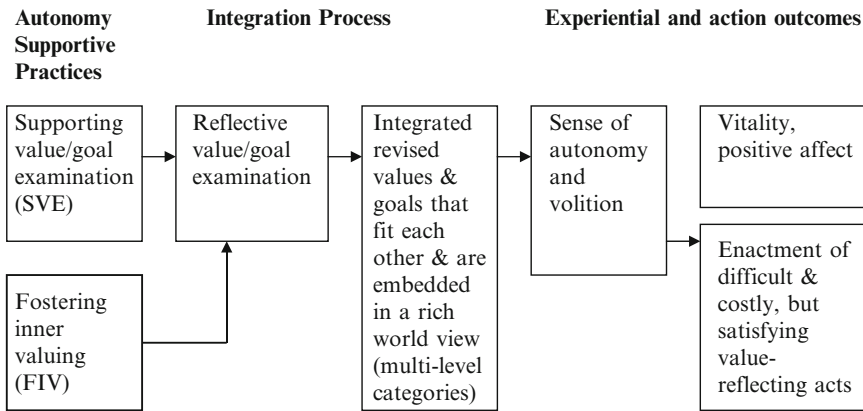 Autonomy
Supportive
Practices
Integration Process
Experiential and action outcomes
Supporting
value/goal
examination
(SVE)
Reflective
value/goal
examination
Integrated
revised
values &
goals that
fit each
other & are
embedded
in a rich
world view
(multi-level
categories)
Sense of
autonomy
and
volition
Vitality,
positive affect
Enactment of
difficult &
costly, but
satisfying
value-
reflecting acts
Fostering
inner
valuing
(FIV)